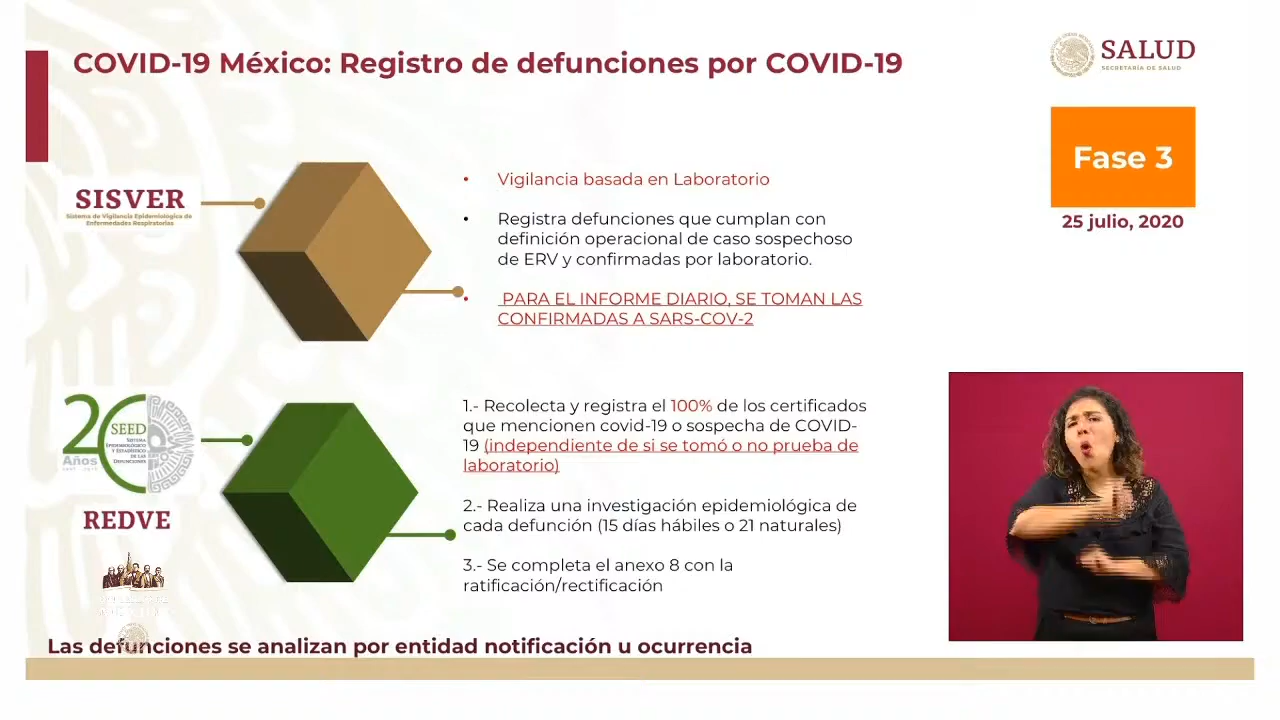 COVID-19 México: Registro de defunciones por COVID-19
SALUD
SECRETARÍA DE SALUD
Fase 3
25 julio, 2020
SISVER
Sistema de Vigilancia Epidemiológica de
Enfermedades Respiratorias
• Vigilancia basada en Laboratorio
• Registra defunciones que cumplan con
definición operacional de caso sospechoso
de ERV y confirmadas por laboratorio.
• PARA EL INFORME DIARIO, SE TOMAN LAS
CONFIRMADAS A SARS-COV-2
20
Años
SEED
SISTEMA
EPIDEMIOLÓGICO
Y ESTADÍSTICO
DE LAS
DEFUNCIONES
REDVE
1.- Recolecta y registra el 100% de los certificados
que mencionen covid-19 o sospecha de COVID-
19 (independiente de si se tomó o no prueba de
laboratorio)
2.- Realiza una investigación epidemiológica de
cada defunción (15 días hábiles o 21 naturales)
3.- Se completa el anexo 8 con la
ratificación/rectificación
Las defunciones se analizan por entidad notificación u ocurrencia